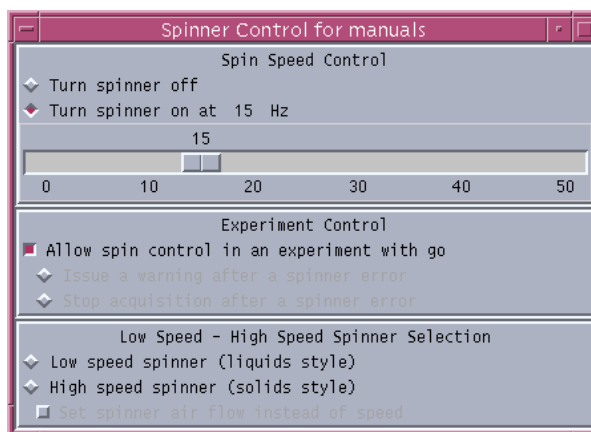 Spinner Control for manuals
Spin Speed Control
Turn spinner off
Turn spinner on at 15 Hz
15
0 10 20 30 40 50
Experiment Control
Allow spin control in an experiment with go
Issue a warning after a spinner error
Stop acquisition after a spinner error
Low Speed - High Speed Spinner Selection
Low speed spinner (liquids style)
High speed spinner (solids style)
Set spinner air flow instead of speed